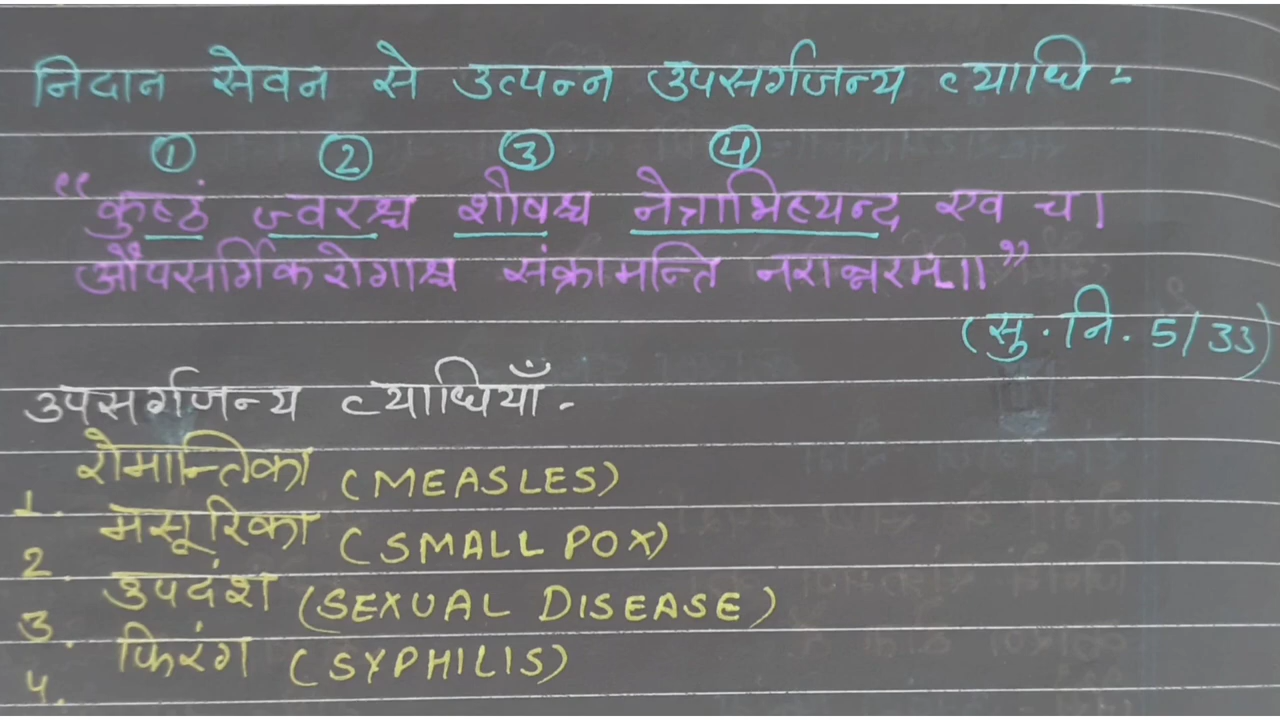 निदान सेवन से उत्पन्न उपसर्गजन्य व्याधि :-
① ② ③ ④
“कुष्ठं ज्वरश्च शोषश्च नेत्राभिष्यन्द एव च।
औपसर्गिक रोगाश्च संक्रामन्ति नरान्नरम्॥”
(सु. नि. 5/33)
उपसर्गजन्य व्याधियाँ -
1. रोमान्तिका (MEASLES)
2. मसूरिका (SMALL POX)
3. उपदंश (SEXUAL DISEASE)
4. फिरंग (SYPHILIS)